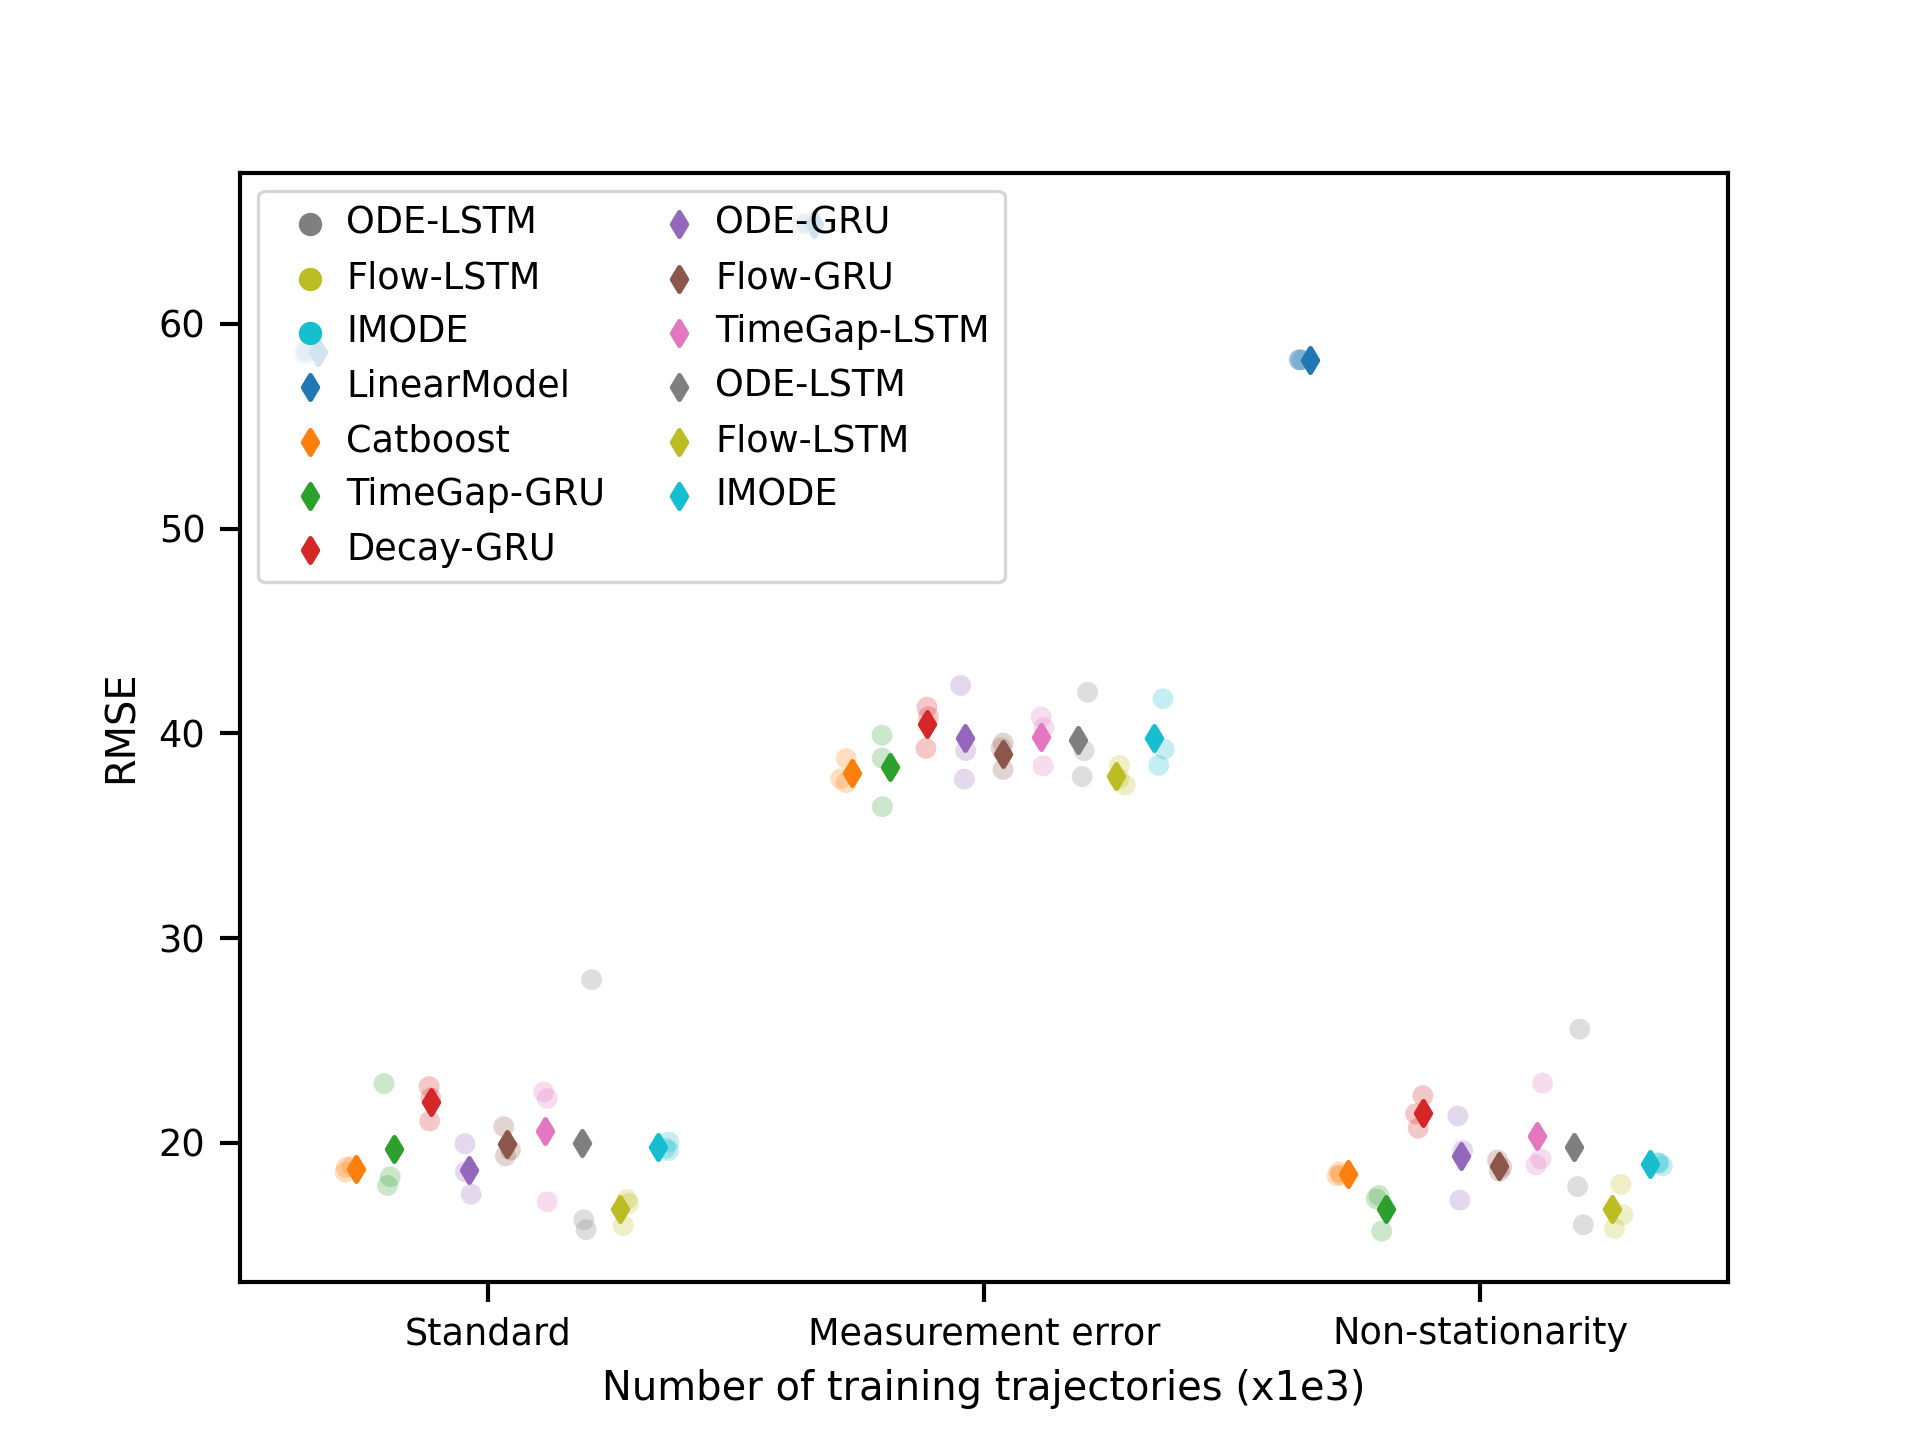 ODE-LSTM
Flow-LSTM
IMODE
LinearModel
Catboost
TimeGap-GRU
Decay-GRU
ODE-GRU
Flow-GRU
TimeGap-LSTM
ODE-LSTM
Flow-LSTM
IMODE
60
50
40
30
20
RMSE
Standard
Measurement error
Non-stationarity
Number of training trajectories (x1e3)